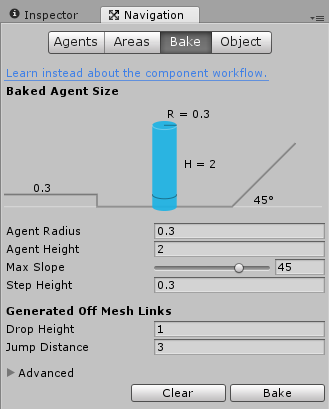 Inspector Navigation
Agents Areas Bake Object
Learn instead about the component workflow.
Baked Agent Size
R = 0.3
H = 2
0.3
45°
Agent Radius 0.3
Agent Height 2
Max Slope 45
Step Height 0.3
Generated Off Mesh Links
Drop Height 1
Jump Distance 3
Advanced
Clear Bake